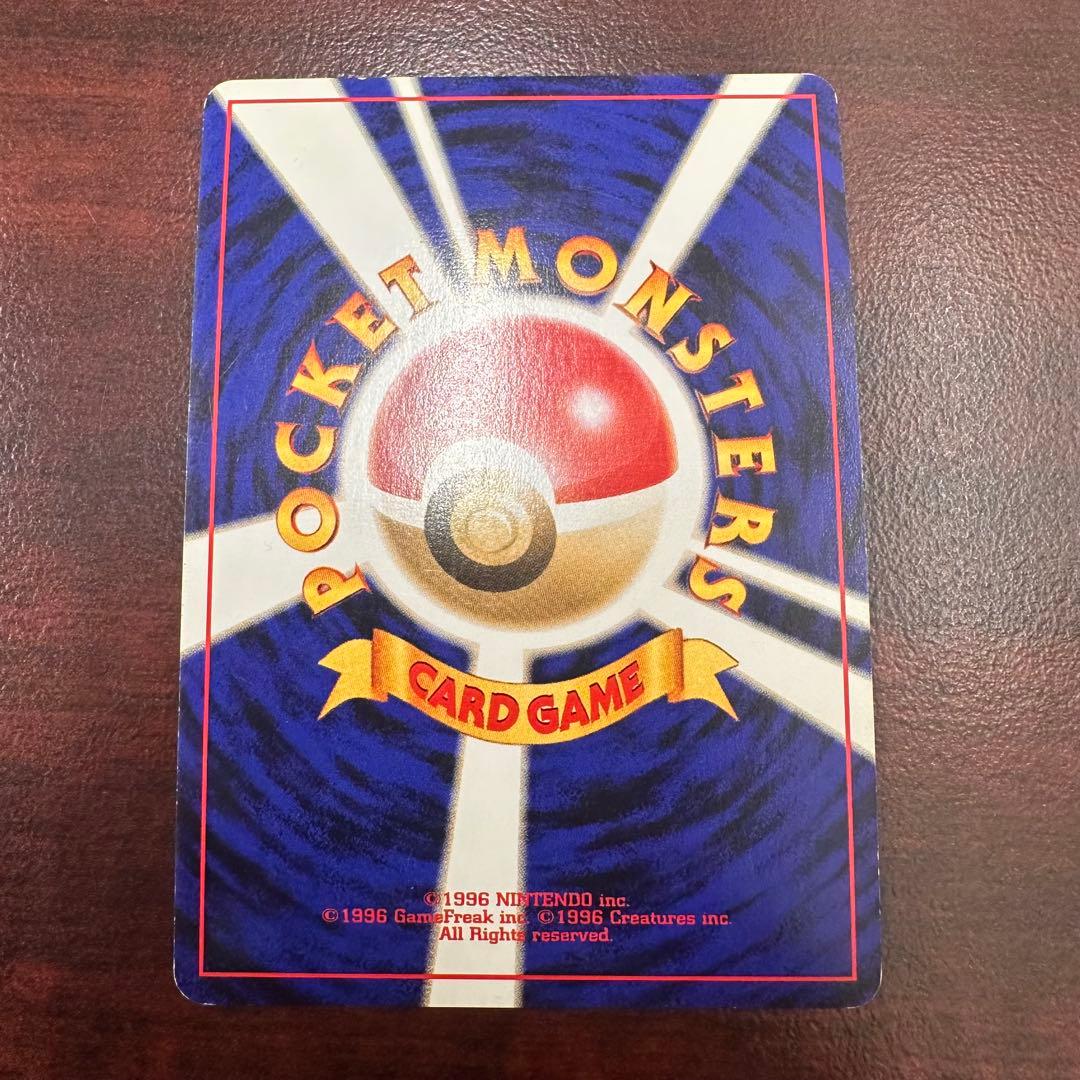 POCKET MONSTERS
CARD GAME
©1996 NINTENDO inc.
©1996 GameFreak inc. ©1996 Creatures inc.
All Rights reserved.